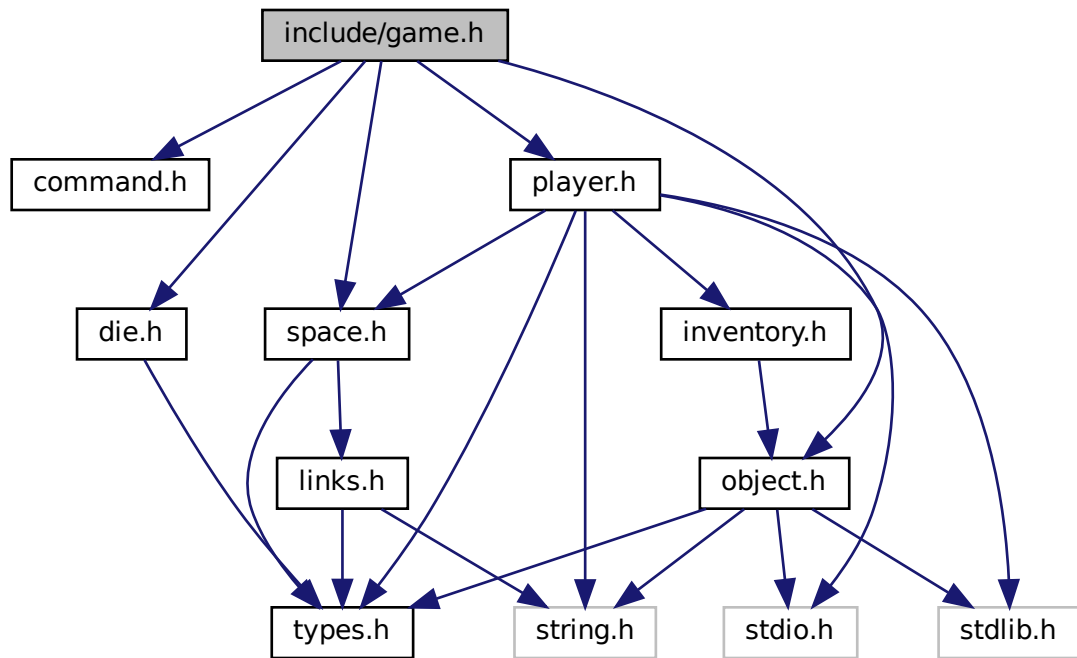 include/game.h
command.h
player.h
die.h
space.h
inventory.h
links.h
object.h
types.h
string.h
stdio.h
stdlib.h